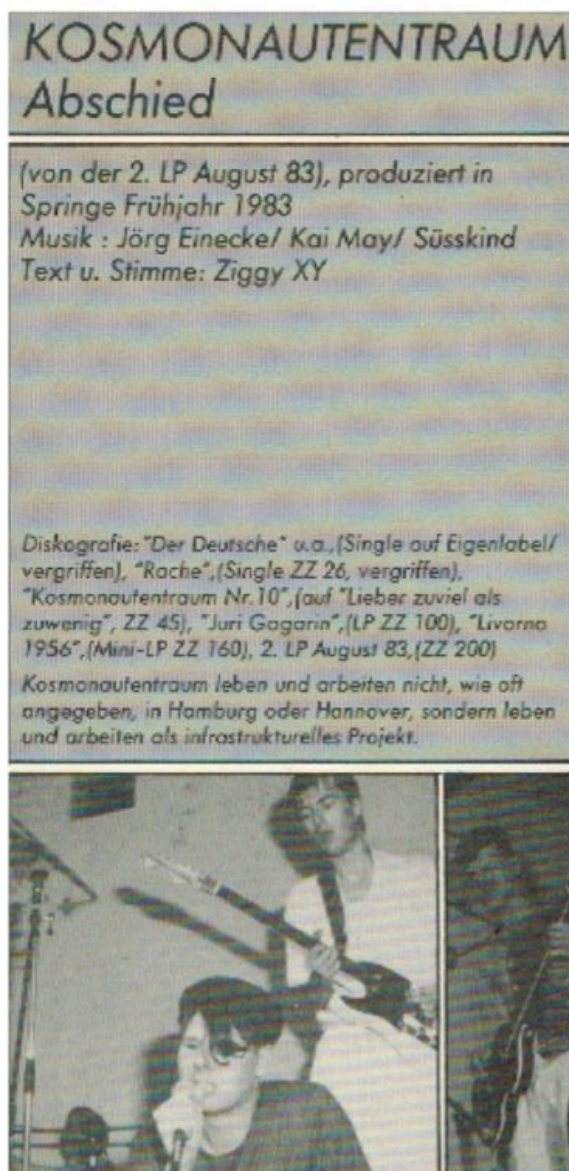 KOSMONAUTENTRAUM
Abschied
(von der 2. LP August 83), produziert in
Springe Frühjahr 1983
Musik : Jörg Einecke/ Kai May/ Süsskind
Text u. Stimme: Ziggy XY
Diskografie: "Der Deutsche" u.a.,(Single auf Eigenlabel/
vergriffen), "Rache",(Single ZZ 26, vergriffen),
"Kosmonautentraum Nr.10",(auf "Lieber zuviel als
zuwenig", ZZ 45), "Juri Gagarin",(LP ZZ 100), "Livorno
1956",(Mini-LP ZZ 160), 2. LP August 83,(ZZ 200)
Kosmonautentraum leben und arbeiten nicht, wie oft
angegeben, in Hamburg oder Hannover, sondern leben
und arbeiten als infrastrukturelles Projekt.